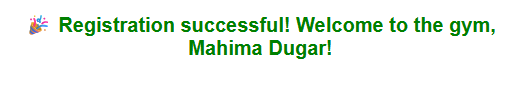 🎉 Registration successful! Welcome to the gym,
Mahima Dugar!